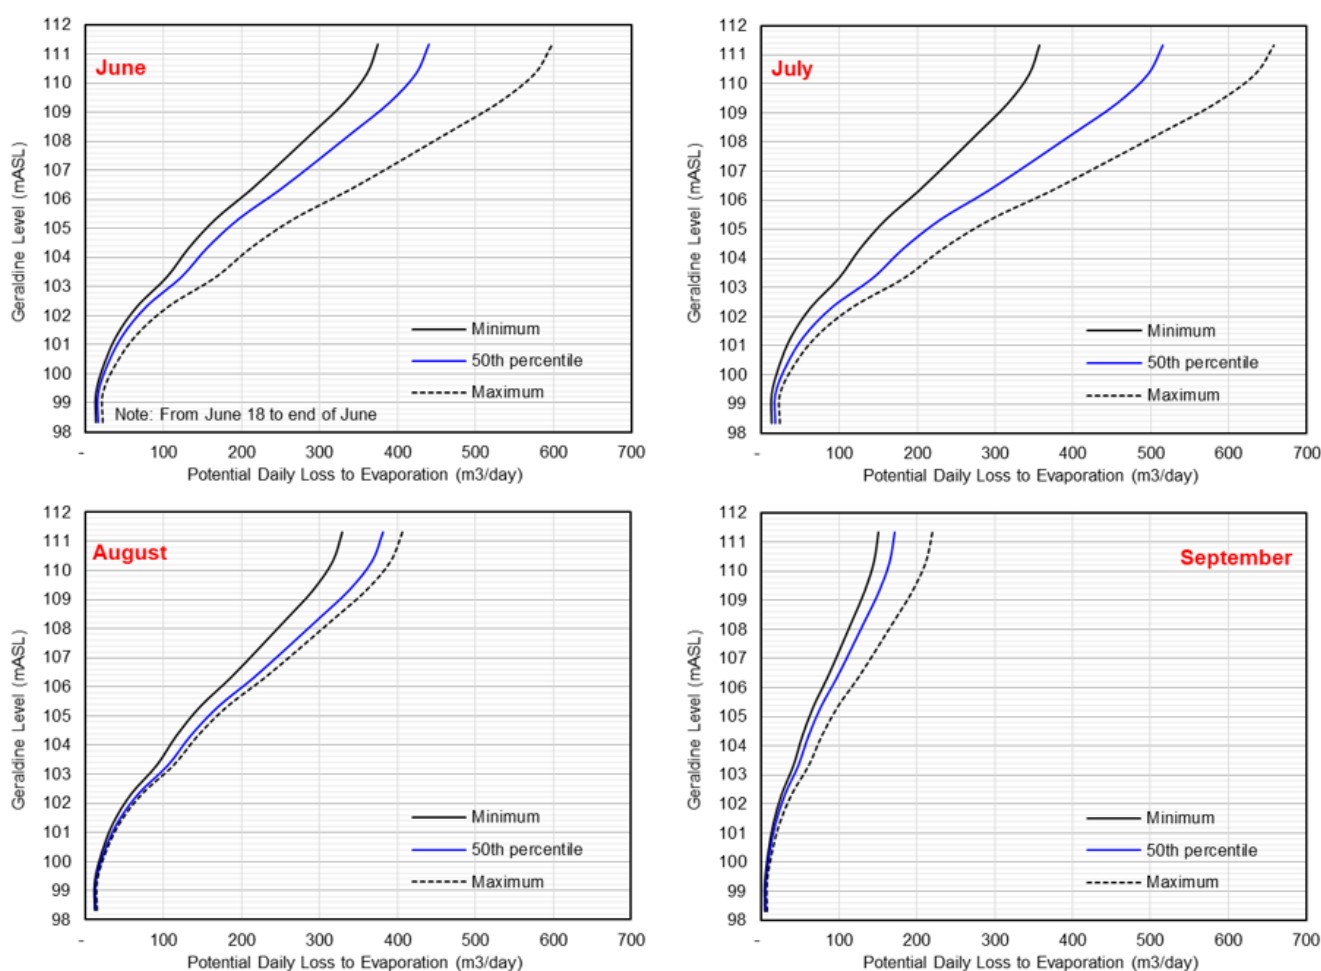 112
111
110
109
108
107
106
105
104
103
102
101
100
99
98
Geraldine Level (mASL)
June
Minimum
50th percentile
Maximum
Note: From June 18 to end of June
- 100 200 300 400 500 600 700
Potential Daily Loss to Evaporation (m3/day)
112
111
110
109
108
107
106
105
104
103
102
101
100
99
98
Geraldine Level (mASL)
July
Minimum
50th percentile
Maximum
- 100 200 300 400 500 600 700
Potential Daily Loss to Evaporation (m3/day)
112
111
110
109
108
107
106
105
104
103
102
101
100
99
98
Geraldine Level (mASL)
August
Minimum
50th percentile
Maximum
- 100 200 300 400 500 600 700
Potential Daily Loss to Evaporation (m3/day)
112
111
110
109
108
107
106
105
104
103
102
101
100
99
98
Geraldine Level (mASL)
September
Minimum
50th percentile
Maximum
- 100 200 300 400 500 600 700
Potential Daily Loss to Evaporation (m3/day)